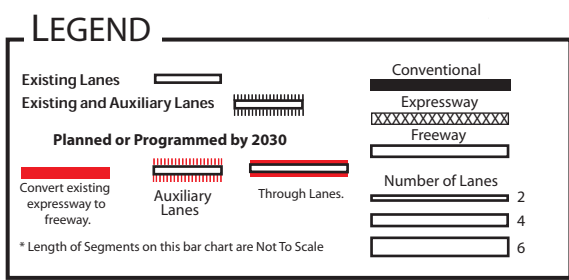 LEGEND
Existing Lanes
Existing and Auxiliary Lanes
Planned or Programmed by 2030
Convert existing
expressway to
freeway.
Auxiliary
Lanes
Through Lanes.
* Length of Segments on this bar chart are Not To Scale
Conventional
Expressway
Freeway
Number of Lanes
2
4
6